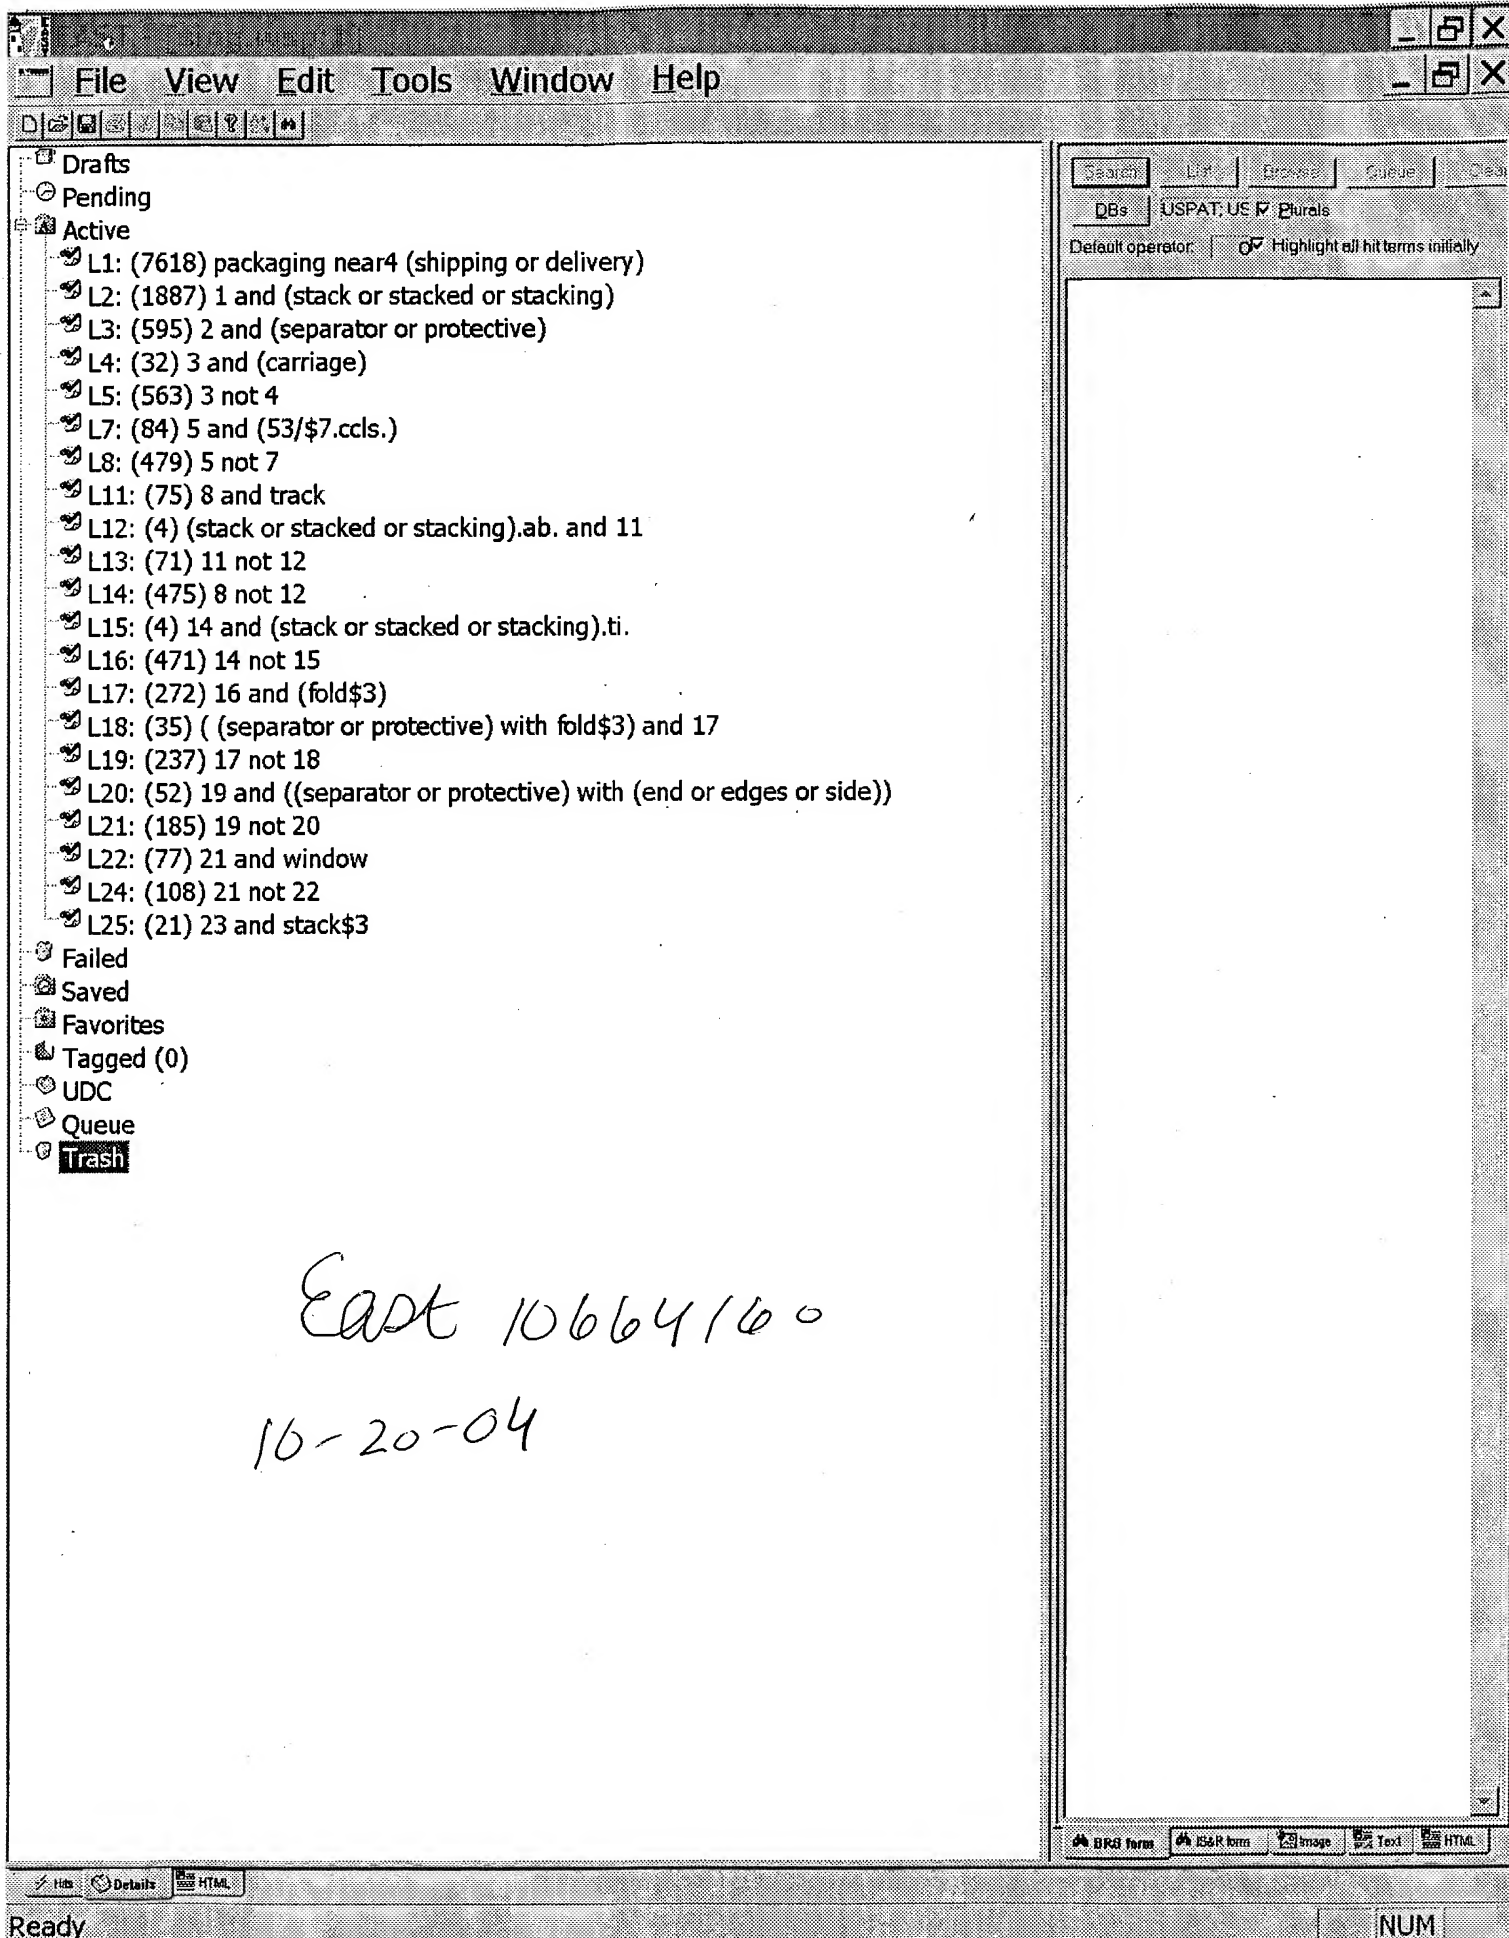 File View Edit Tools Window Help
Drafts
Pending
Active
L1: (7618) packaging near4 (shipping or delivery)
L2: (1887) 1 and (stack or stacked or stacking)
L3: (595) 2 and (separator or protective)
L4: (32) 3 and (carriage)
L5: (563) 3 not 4
L7: (84) 5 and (53/$7.ccls.)
L8: (479) 5 not 7
L11: (75) 8 and track
L12: (4) (stack or stacked or stacking).ab. and 11
L13: (71) 11 not 12
L14: (475) 8 not 12
L15: (4) 14 and (stack or stacked or stacking).ti.
L16: (471) 14 not 15
L17: (272) 16 and (fold$3)
L18: (35) ( (separator or protective) with fold$3) and 17
L19: (237) 17 not 18
L20: (52) 19 and ((separator or protective) with (end or edges or side))
L21: (185) 19 not 20
L22: (77) 21 and window
L24: (108) 21 not 22
L25: (21) 23 and stack$3
Failed
Saved
Favorites
Tagged (0)
UDC
Queue
Trash
East 10664160
10-20-04
Search List Browse Queue Clear
DBs USPAT; US Plurals
Default operator: Highlight all hit terms initially
BRS form IS&R form Image Text HTML
Hits Details HTML
Ready NUM